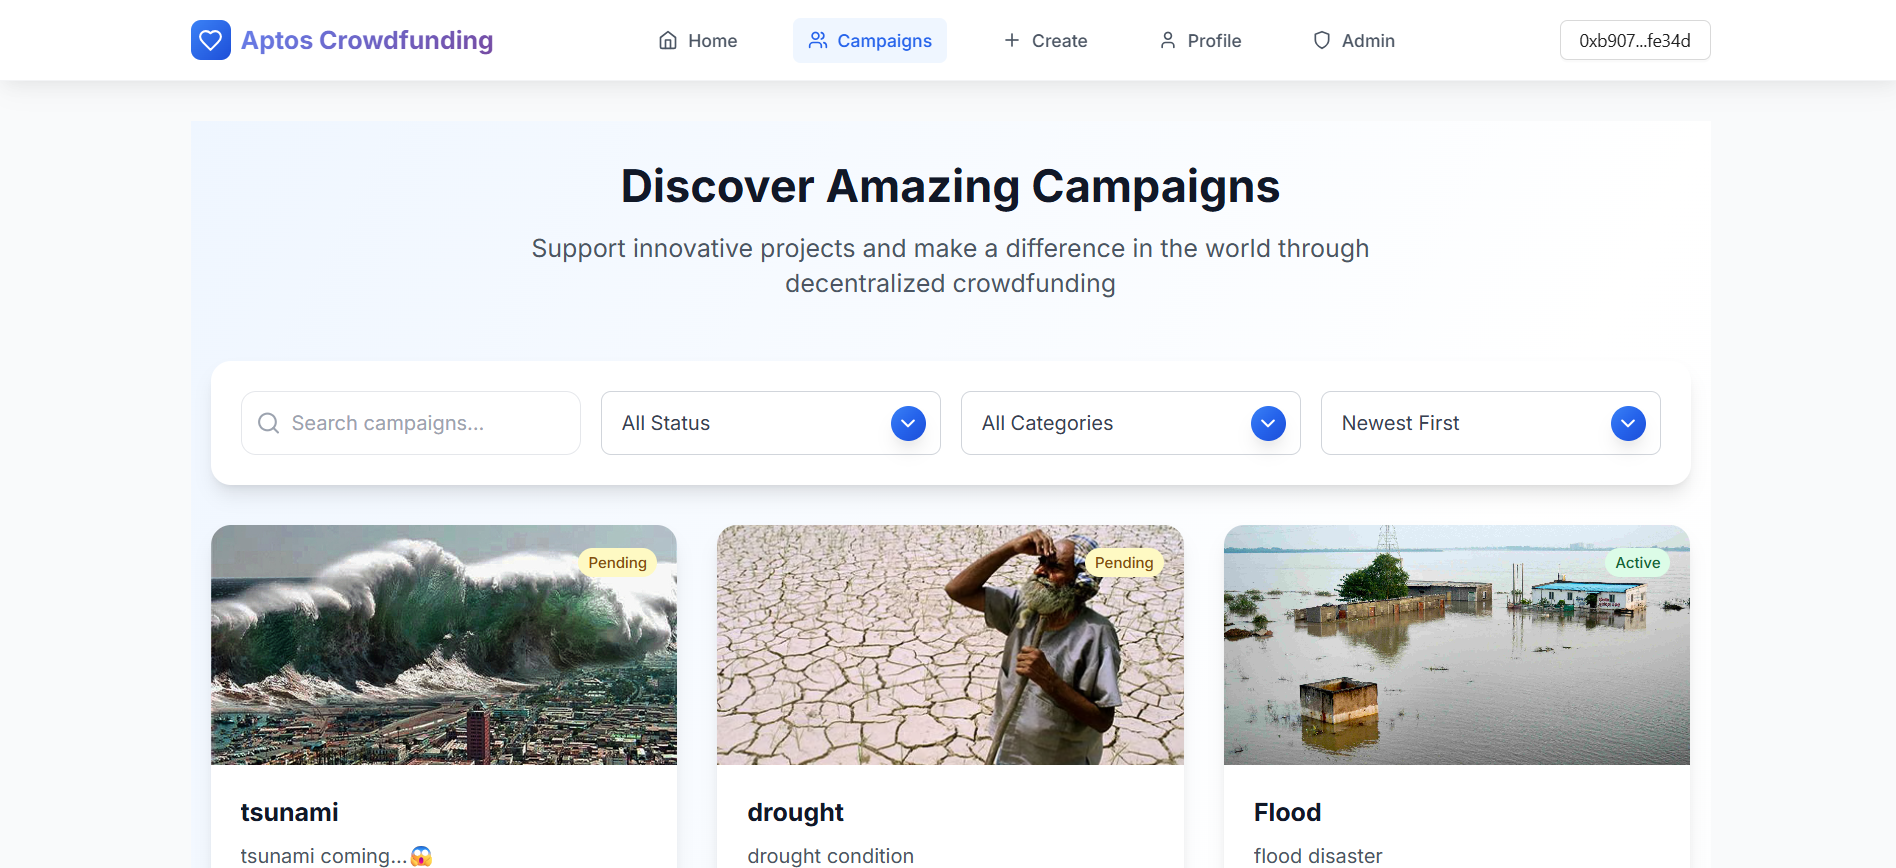 Aptos Crowdfunding
Home
Campaigns
Create
Profile
Admin
0xb907...fe34d
Discover Amazing Campaigns
Support innovative projects and make a difference in the world through
decentralized crowdfunding
Search campaigns...
All Status
All Categories
Newest First
Pending
Pending
Active
tsunami
tsunami coming...😱
drought
drought condition
Flood
flood disaster